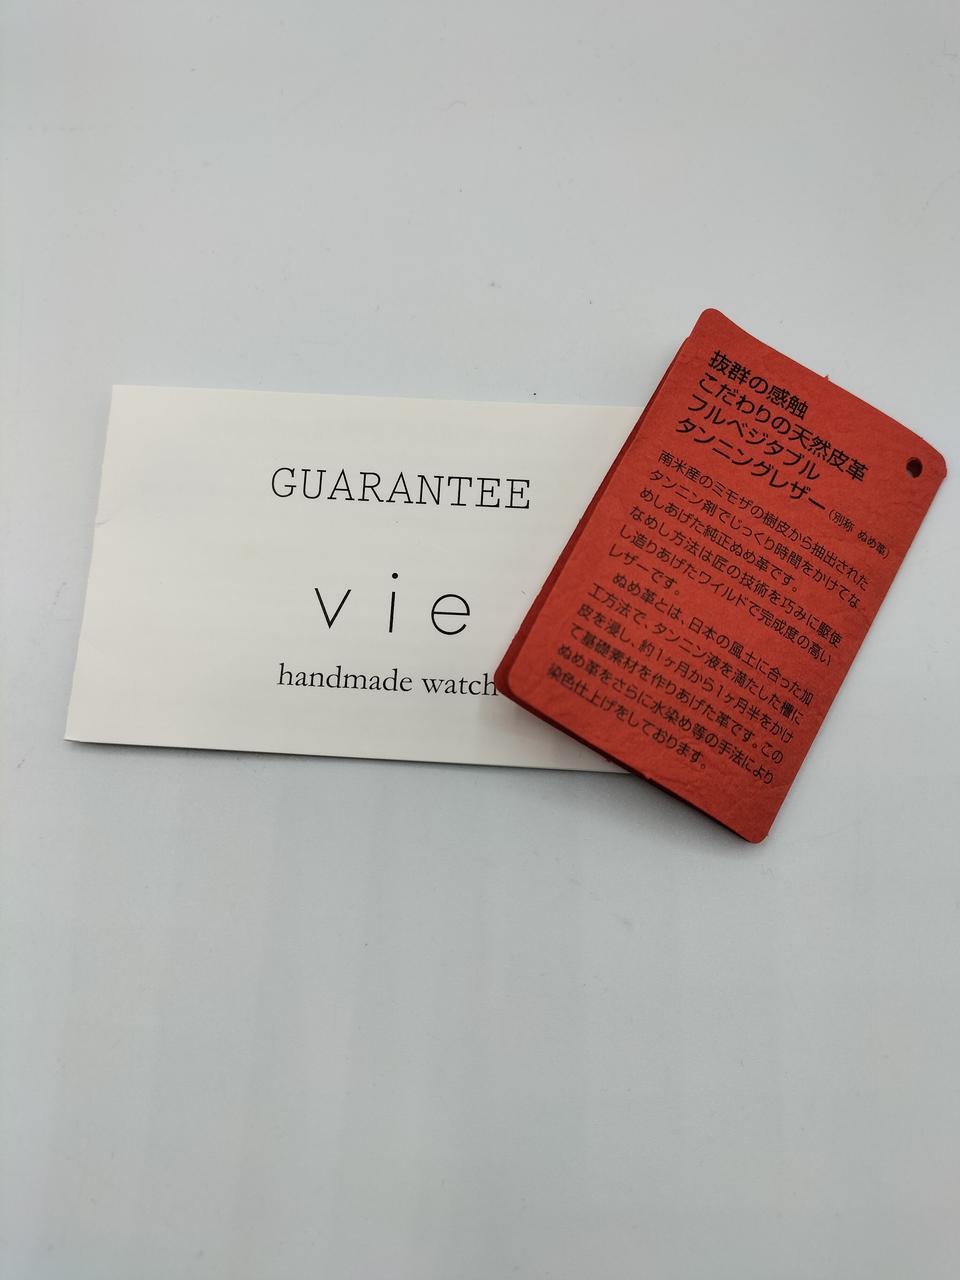 GUARANTEE
vie
handmade watch
抜群の感触
こだわりの天然皮革
フルベジタブル
タンニングレザー（別称 ぬめ革）
南米産のミモザの樹皮から抽出された
タンニン剤でじっくり時間をかけてな
めしあげた純正ぬめ革です。
なめし方法は匠の技術を巧みに駆使
し造りあげたワイルドで完成度の高い
レザーです。
ぬめ革とは、日本の風土に合った加
工方法で、タンニン液を満たした槽に
皮を浸し、約1ヶ月から1ヶ月半をかけ
て基礎素材を作りあげた革です。この
ぬめ革をさらに水染め等の手法により
染色仕上げをしております。